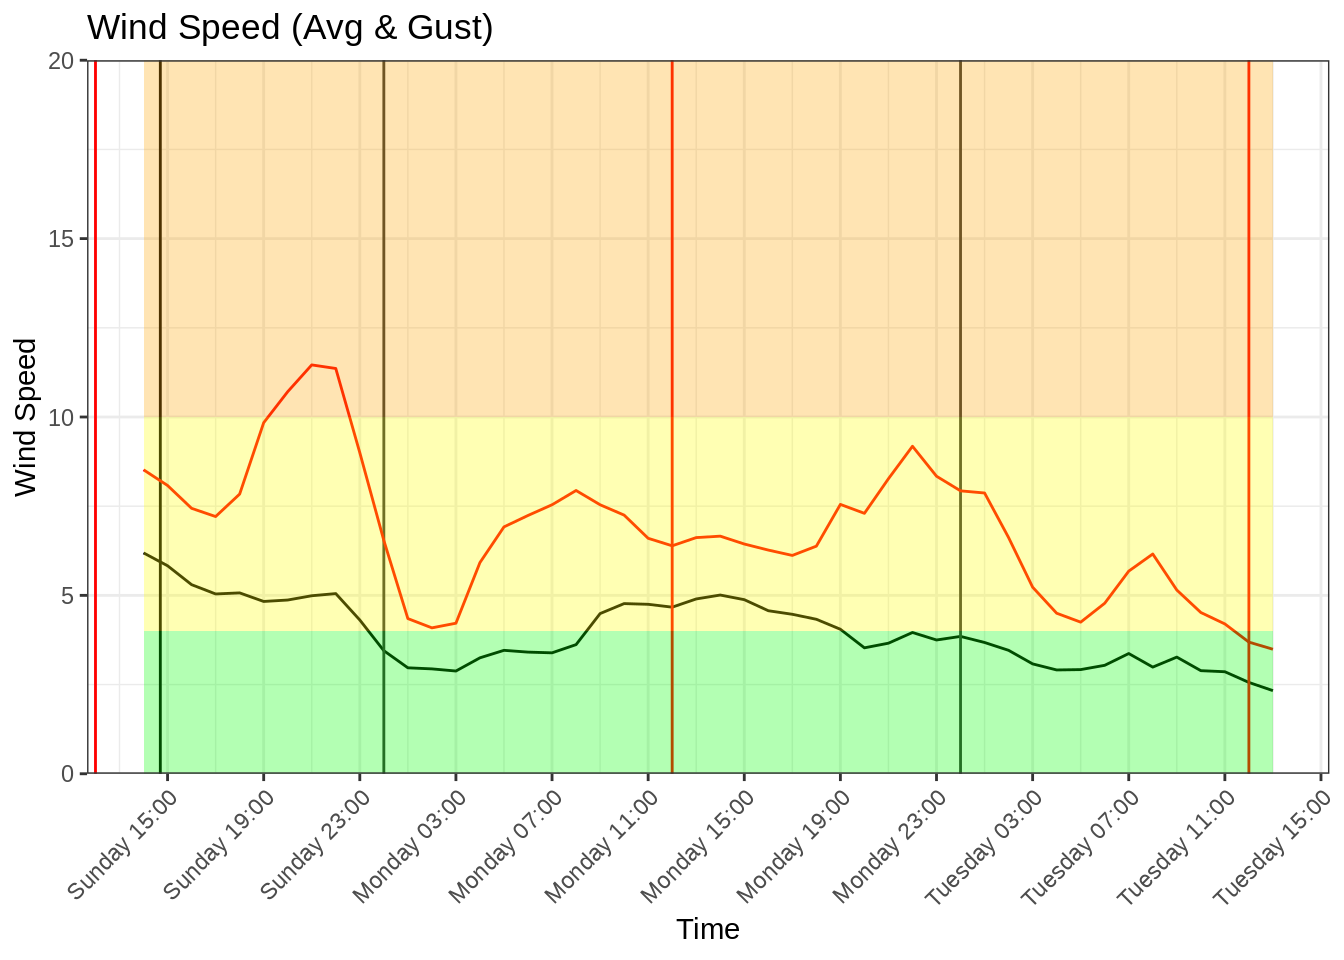 Wind Speed (Avg & Gust)
20
15
10
5
0
Wind Speed
Sunday 15:00
Sunday 19:00
Sunday 23:00
Monday 03:00
Monday 07:00
Monday 11:00
Monday 15:00
Monday 19:00
Monday 23:00
Tuesday 03:00
Tuesday 07:00
Tuesday 11:00
Tuesday 15:00
Time